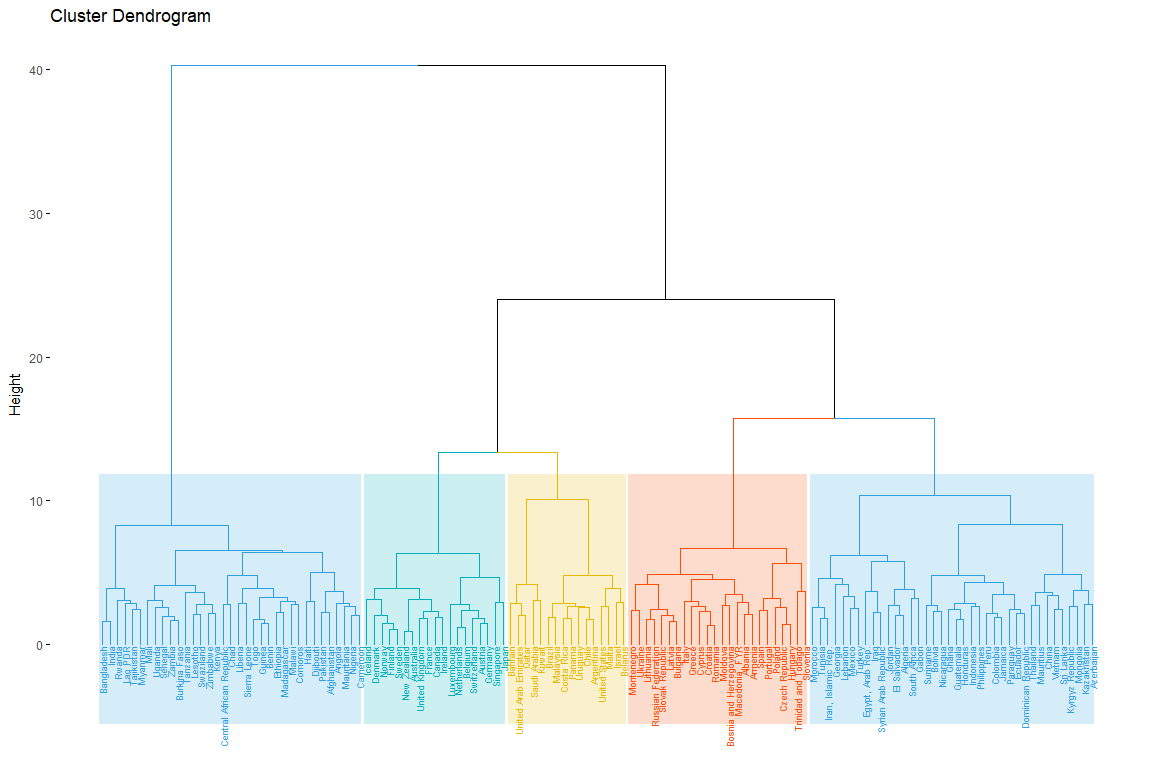 Cluster Dendrogram
Height
40
30
20
10
0
Bangladesh
India
Rwanda
Lao PDR
Tajikistan
Myanmar
Mali
Uganda
Senegal
Zambia
Burkina Faso
Tanzania
Lesotho
Swaziland
Zimbabwe
Kenya
Central African Republic
Chad
Liberia
Sierra Leone
Togo
Guinea
Benin
Ethiopia
Madagascar
Malawi
Comoros
Haiti
Djibouti
Pakistan
Afghanistan
Angola
Mauritania
Nigeria
Cameroon
Iceland
Denmark
Norway
Finland
Sweden
New Zealand
Australia
United Kingdom
France
Canada
Ireland
Luxembourg
Netherlands
Belgium
Switzerland
Austria
Germany
Singapore
Japan
Bahrain
United Arab Emirates
Qatar
Saudi Arabia
Kuwait
Brazil
Malaysia
Costa Rica
Panama
Uruguay
Chile
Argentina
United States
Malta
Israel
Belarus
Montenegro
Ukraine
Lithuania
Russian Federation
Slovak Republic
Latvia
Bulgaria
Italy
Greece
Cyprus
Croatia
Romania
Moldova
Bosnia and Herzegovina
Macedonia, FYR
Albania
Armenia
Spain
Portugal
Poland
Czech Republic
Hungary
Trinidad and Tobago
Slovenia
Morocco
Tunisia
Iran, Islamic Rep.
Georgia
Lebanon
Mexico
Turkey
Egypt, Arab Rep.
Iraq
Syrian Arab Republic
Jordan
El Salvador
Algeria
South Africa
Gabon
Suriname
Bolivia
Nicaragua
Ghana
Guatemala
Honduras
Indonesia
Philippines
Peru
Colombia
Jamaica
Paraguay
Ecuador
Dominican Republic
Thailand
Mauritius
China
Vietnam
Sri Lanka
Kyrgyz Republic
Mongolia
Kazakhstan
Azerbaijan